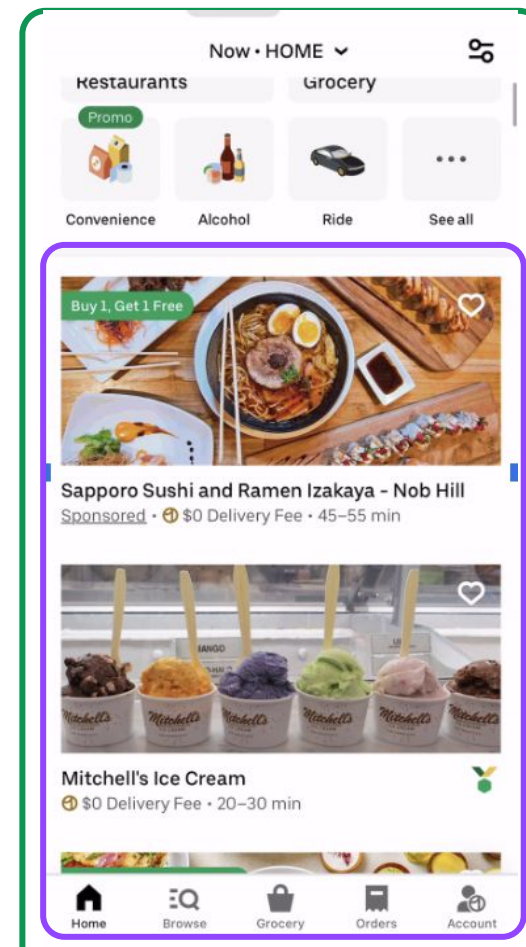 Now • HOME
Restaurants Grocery
Promo
Convenience Alcohol Ride See all
Buy 1, Get 1 Free
Sapporo Sushi and Ramen Izakaya - Nob Hill
Sponsored • $0 Delivery Fee • 45–55 min
MANGO
Mitchell's Mitchell's Mitchell's Mitchell's Mitchell's
Mitchell's Ice Cream
$0 Delivery Fee • 20–30 min
Home Browse Grocery Orders Account